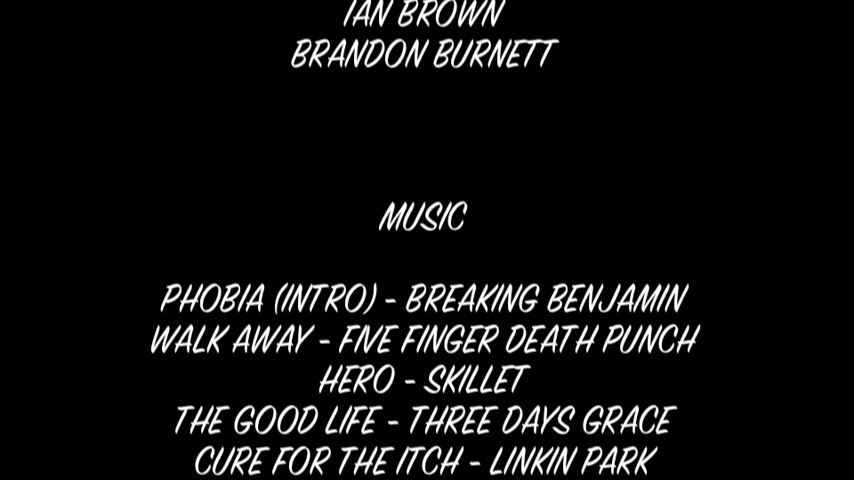 IAN BROWN
BRANDON BURNETT
MUSIC
PHOBIA (INTRO) - BREAKING BENJAMIN
WALK AWAY - FIVE FINGER DEATH PUNCH
HERO - SKILLET
THE GOOD LIFE - THREE DAYS GRACE
CURE FOR THE ITCH - LINKIN PARK